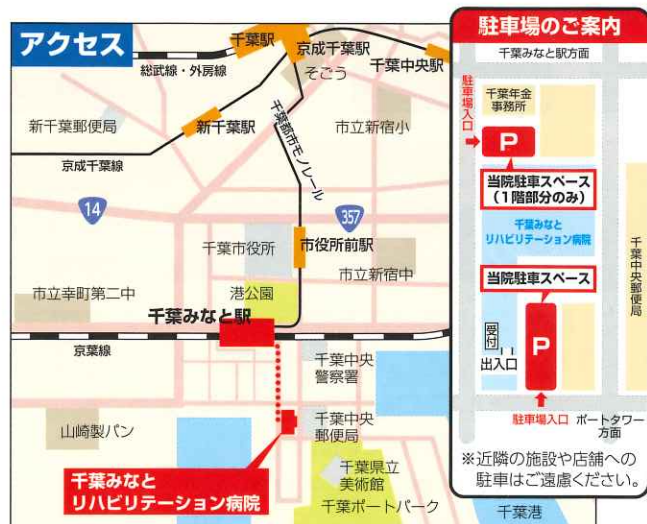 アクセス
千葉駅
京成千葉駅
総武線・外房線
そごう
千葉中央駅
新千葉郵便局
新千葉駅
千葉都市モノレール
市立新宿小
京成千葉線
14
357
千葉市役所
市役所前駅
市立新宿中
市立幸町第二中
港公園
千葉みなと駅
京葉線
千葉中央
警察署
山崎製パン
千葉中央
郵便局
千葉みなと
リハビリテーション病院
千葉県立
美術館
千葉ポートパーク
千葉港
駐車場のご案内
千葉みなと駅方面
駐車場入口
千葉年金
事務所
P
当院駐車スペース
(1階部分のみ)
千葉みなと
リハビリテーション病院
千葉中央郵便局
当院駐車スペース
受付
出入口
P
駐車場入口
ポートタワー
方面
※近隣の施設や店舗への
駐車はご遠慮ください。